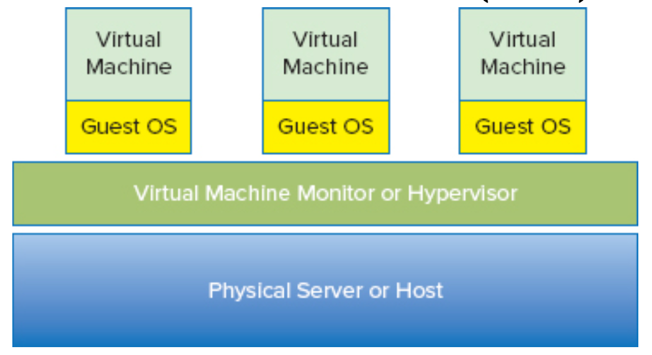 Virtual
Machine
Guest OS
Virtual
Machine
Guest OS
Virtual
Machine
Guest OS
Virtual Machine Monitor or Hypervisor
Physical Server or Host